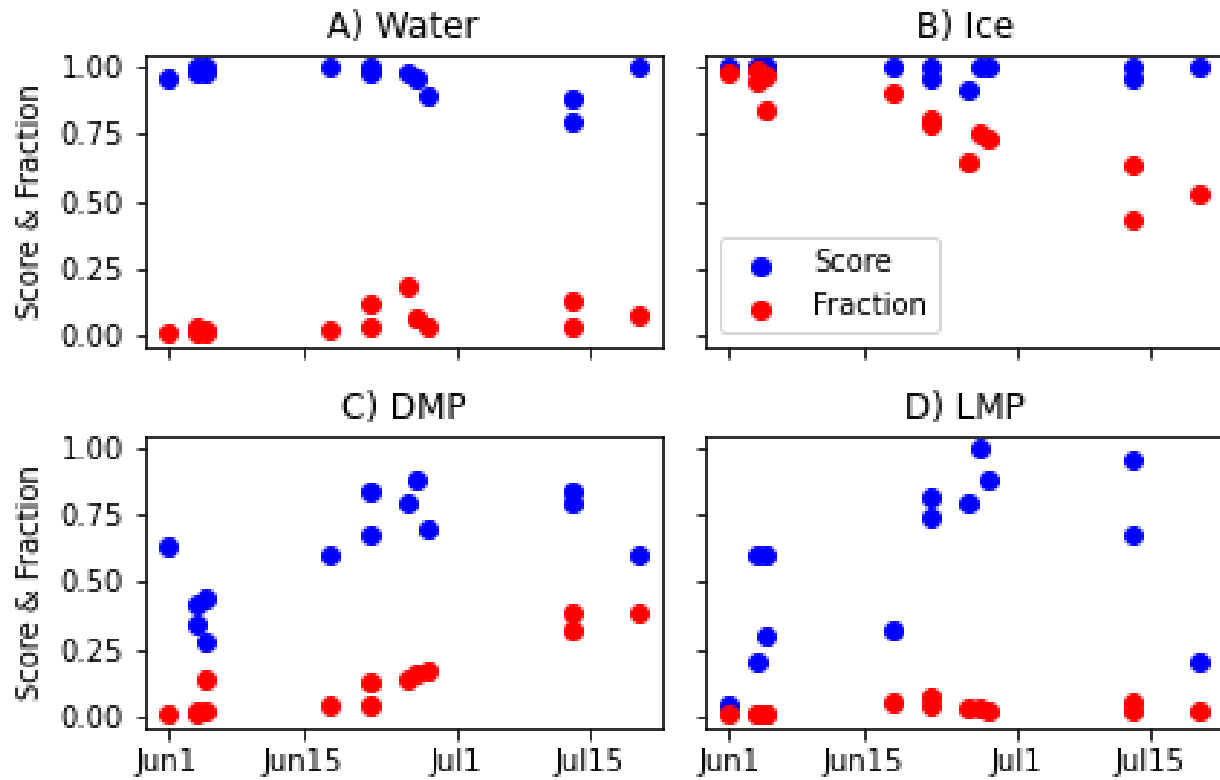 A) Water
B) Ice
Score & Fraction
1.00
0.75
0.50
0.25
0.00
Score
Fraction
C) DMP
D) LMP
Score & Fraction
1.00
0.75
0.50
0.25
0.00
Jun1 Jun15 Jul1 Jul15
Jun1 Jun15 Jul1 Jul15